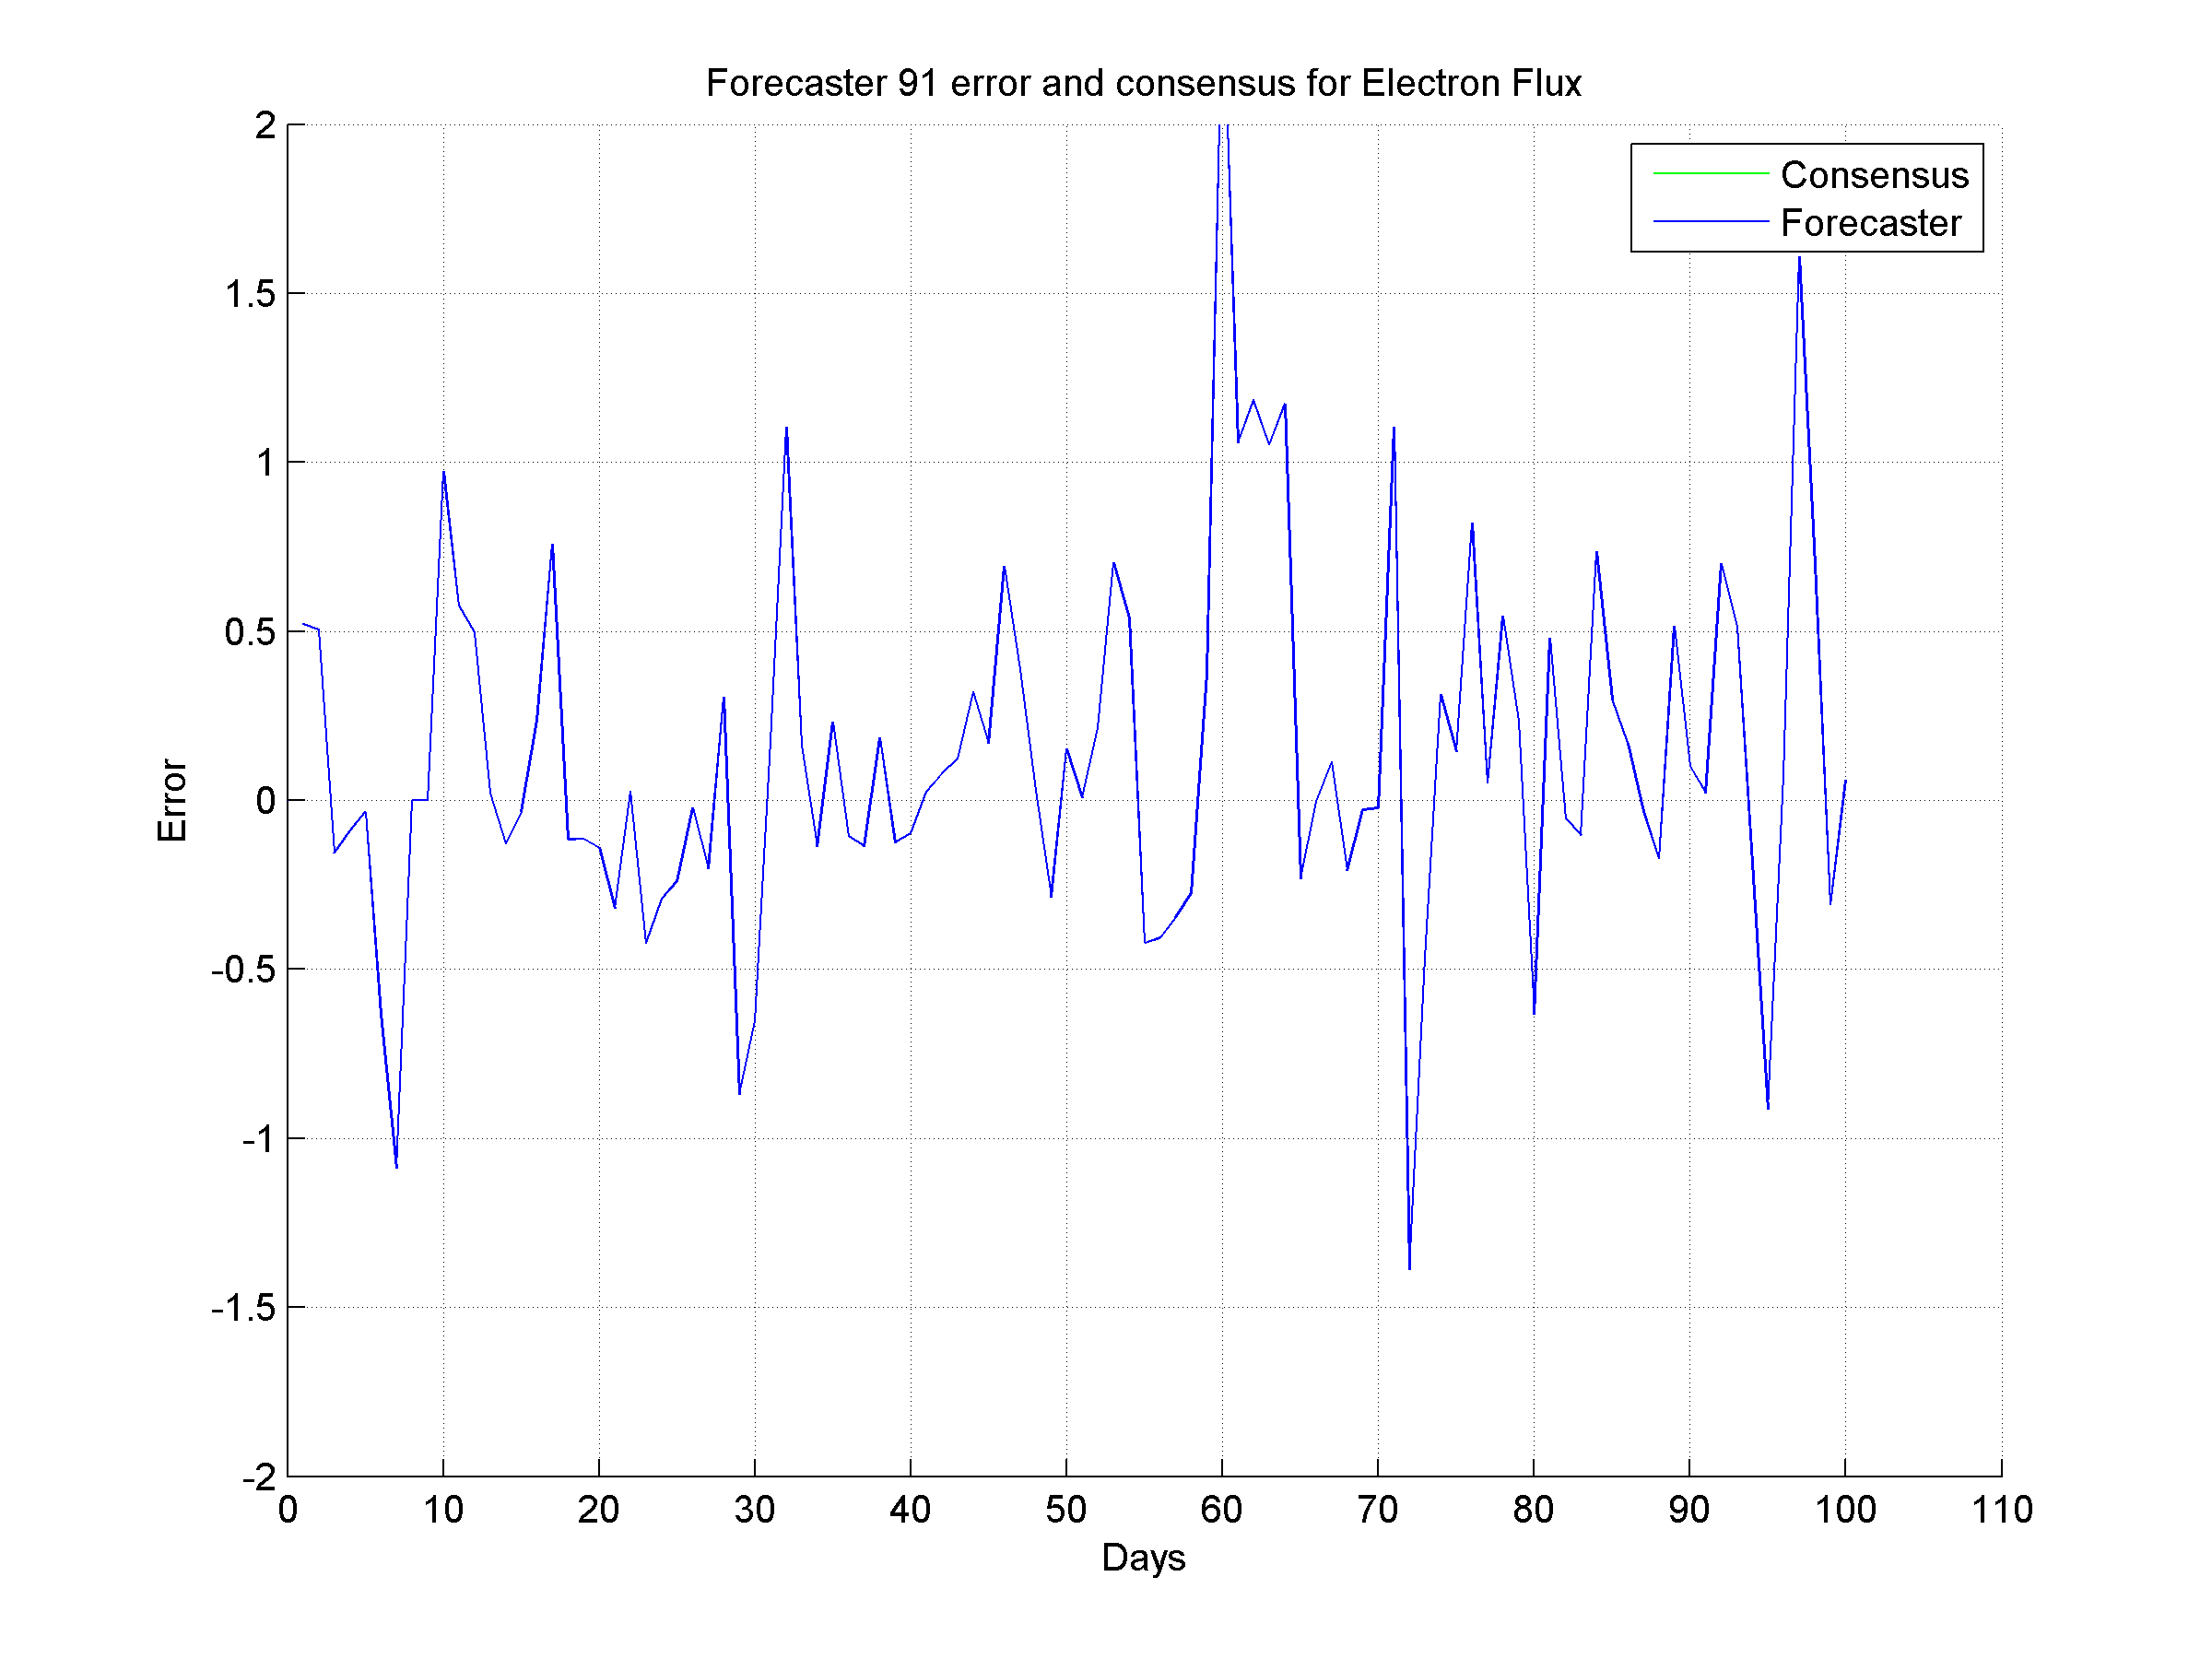 Forecaster 91 error and consensus for Electron Flux
2
1.5
1
0.5
0
-0.5
-1
-1.5
-2
Error
Consensus
Forecaster
0 10 20 30 40 50 60 70 80 90 100 110
Days